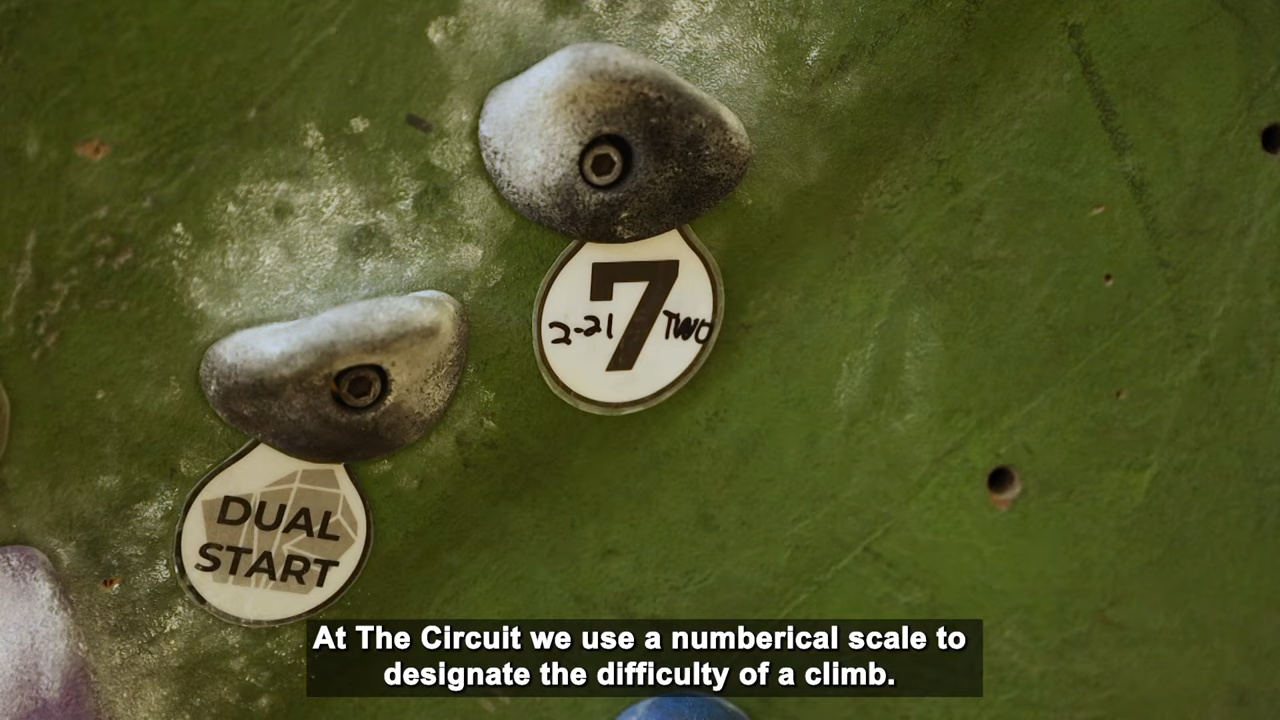 7
2-21 TWO
DUAL
START
At The Circuit we use a numberical scale to
designate the difficulty of a climb.